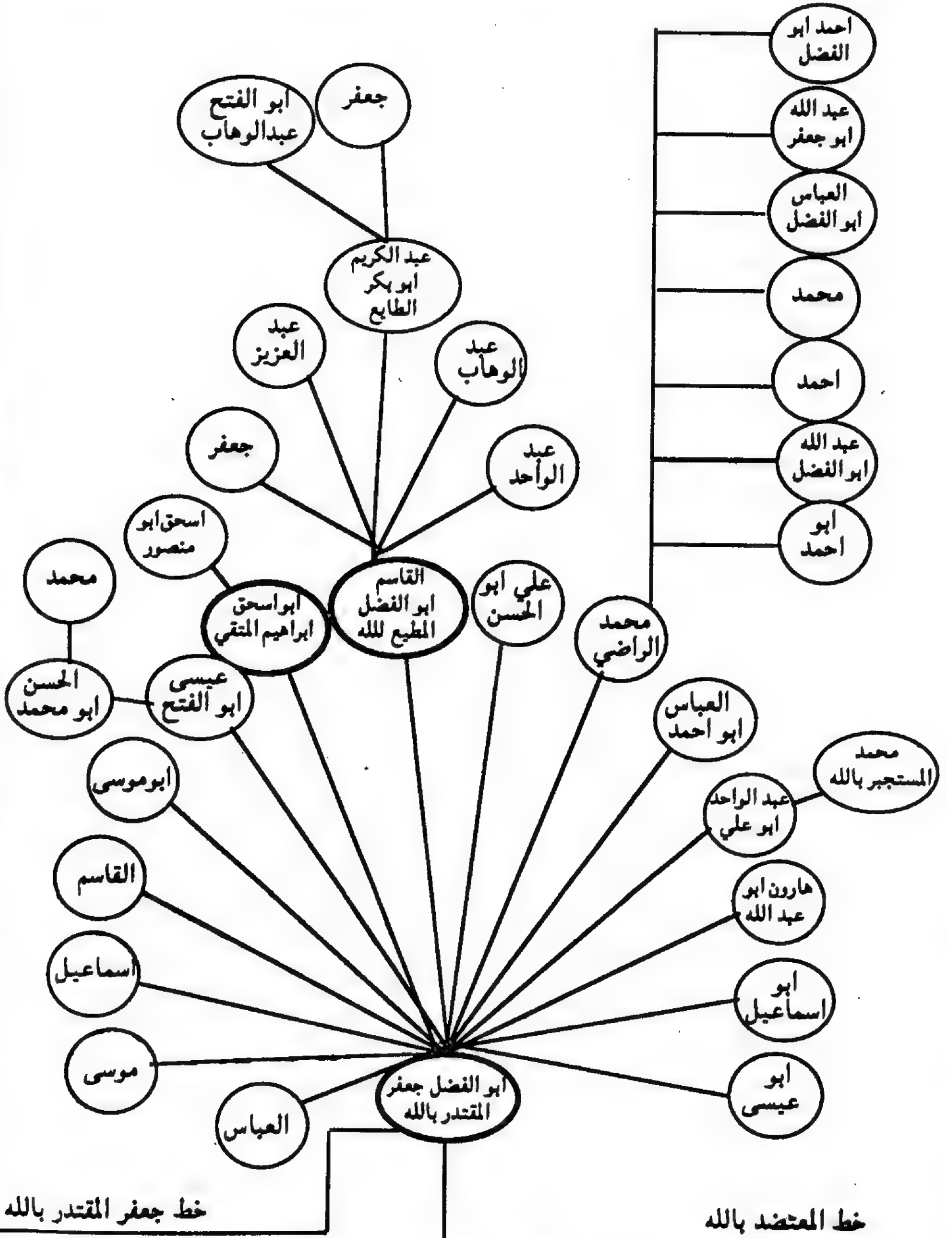 احمد ابو
الفضل
عبد الله
ابو جعفر
العباس
ابو الفضل
محمد
احمد
عبد الله
ابو الفضل
ابو
احمد
جعفر
ابو الفتح
عبدالوهاب
عبد الكريم
ابو بكر
الطايع
عبد
الوهاب
عبد
العزيز
عبد
الواحد
جعفر
اسحق ابو
منصور
محمد
القاسم
ابو الفضل
المطيع لله
علي ابو
الحسن
محمد
الراضي
ابو اسحق
ابراهيم المتقي
عيسى
ابو الفتح
الحسن
ابو محمد
العباس
ابو احمد
محمد
المستجبر بالله
عبد الواحد
ابو علي
ابوموسى
هارون ابو
عبد الله
القاسم
ابو
اسماعيل
اسماعيل
ابو
عيسى
موسى
ابو الفضل جعفر
المقتدر بالله
العباس
خط المعتضد بالله
خط جعفر المقتدر بالله